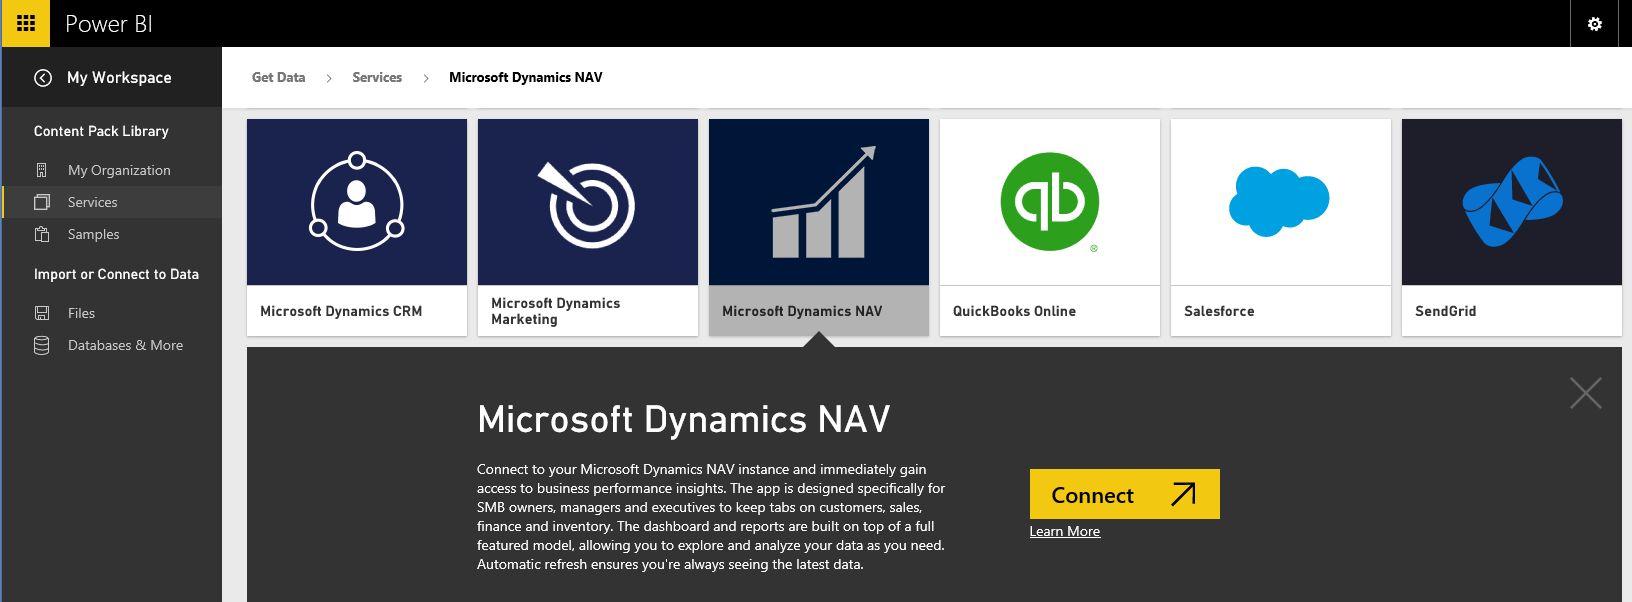 Power BI
My Workspace
Content Pack Library
My Organization
Services
Samples
Import or Connect to Data
Files
Databases & More
Get Data > Services > Microsoft Dynamics NAV
qb
®
Microsoft Dynamics CRM
Microsoft Dynamics
Marketing
Microsoft Dynamics NAV
QuickBooks Online
Salesforce
SendGrid
Microsoft Dynamics NAV
Connect to your Microsoft Dynamics NAV instance and immediately gain
access to business performance insights. The app is designed specifically for
SMB owners, managers and executives to keep tabs on customers, sales,
finance and inventory. The dashboard and reports are built on top of a full
featured model, allowing you to explore and analyze your data as you need.
Automatic refresh ensures you're always seeing the latest data.
Connect
Learn More